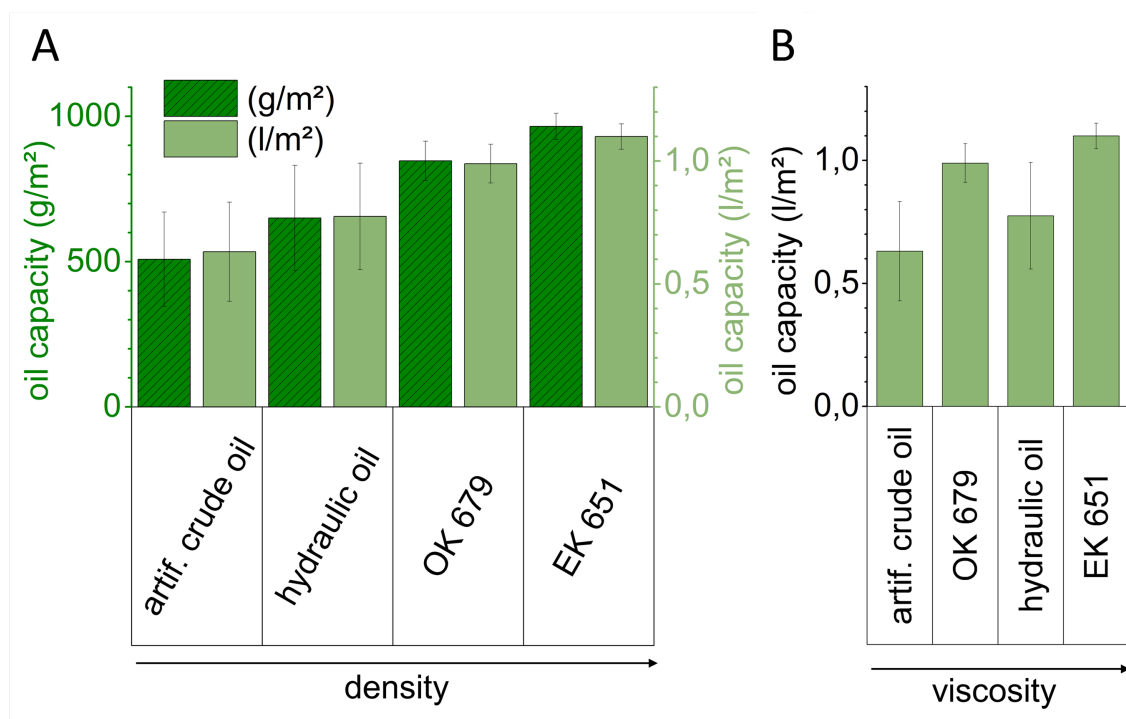 A
(g/m²)
(l/m²)
oil capacity (g/m²)
1000
500
0
oil capacity (l/m²)
1,0
0,5
0,0
artif. crude oil
hydraulic oil
OK 679
EK 651
density
B
oil capacity (l/m²)
1,0
0,5
0,0
artif. crude oil
OK 679
hydraulic oil
EK 651
viscosity